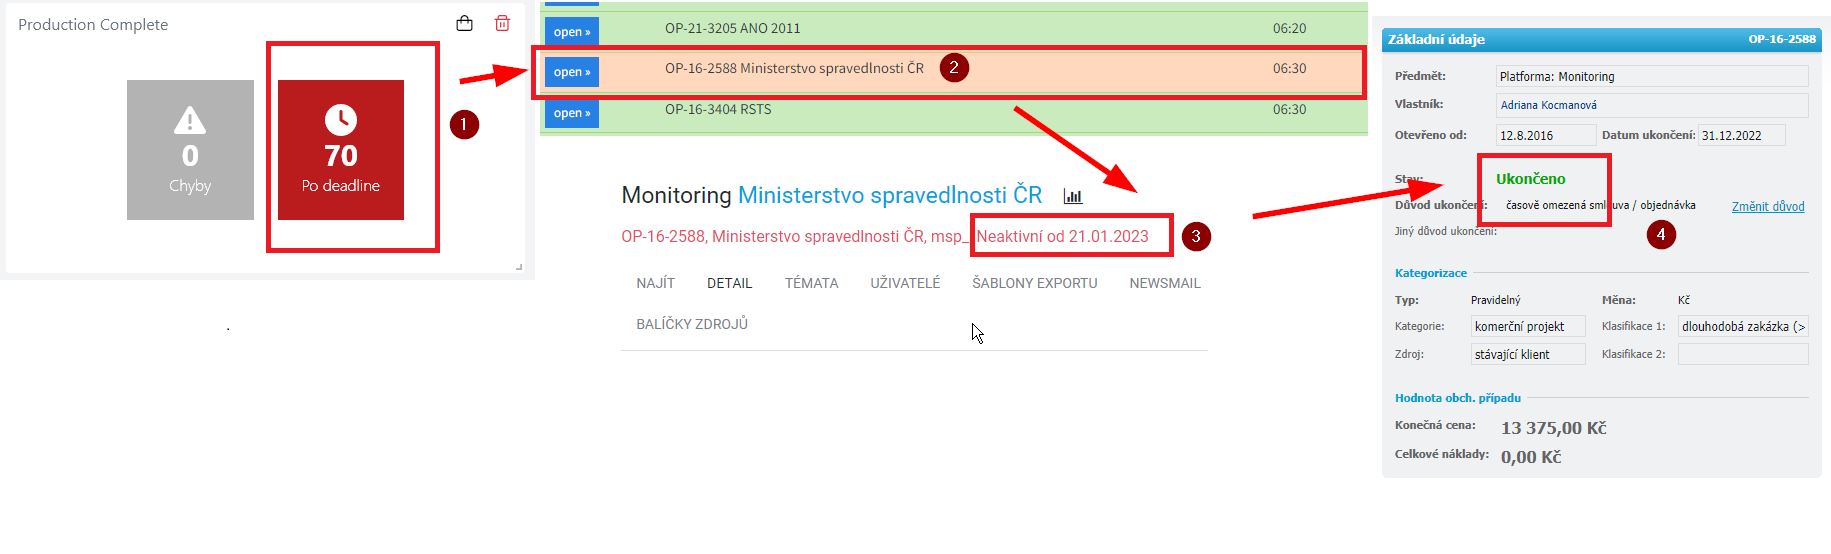 Production Complete
0
Chyby
70
Po deadline
1
open »
OP-21-3205 ANO 2011
06:20
open »
OP-16-2588 Ministerstvo spravedlnosti ČR
2
06:30
open »
OP-16-3404 RSTS
06:30
Monitoring Ministerstvo spravedlnosti ČR
OP-16-2588, Ministerstvo spravedlnosti ČR, msp_ Neaktivní od 21.01.2023
3
NAJÍT DETAIL TÉMATA UŽIVATELÉ ŠABLONY EXPORTU NEWSMAIL
BALÍČKY ZDROJŮ
Základní údaje OP-16-2588
Předmět: Platforma: Monitoring
Vlastník: Adriana Kocmanová
Otevřeno od: 12.8.2016 Datum ukončení: 31.12.2022
Stav: Ukončeno
Důvod ukončení: časově omezená smlouva / objednávka Změnit důvod
Jiný důvod ukončení:
4
Kategorizace
Typ: Pravidelný Měna: Kč
Kategorie: komerční projekt Klasifikace 1: dlouhodobá zakázka (>
Zdroj: stávající klient Klasifikace 2:
Hodnota obch. případu
Konečná cena: 13 375,00 Kč
Celkové náklady: 0,00 Kč